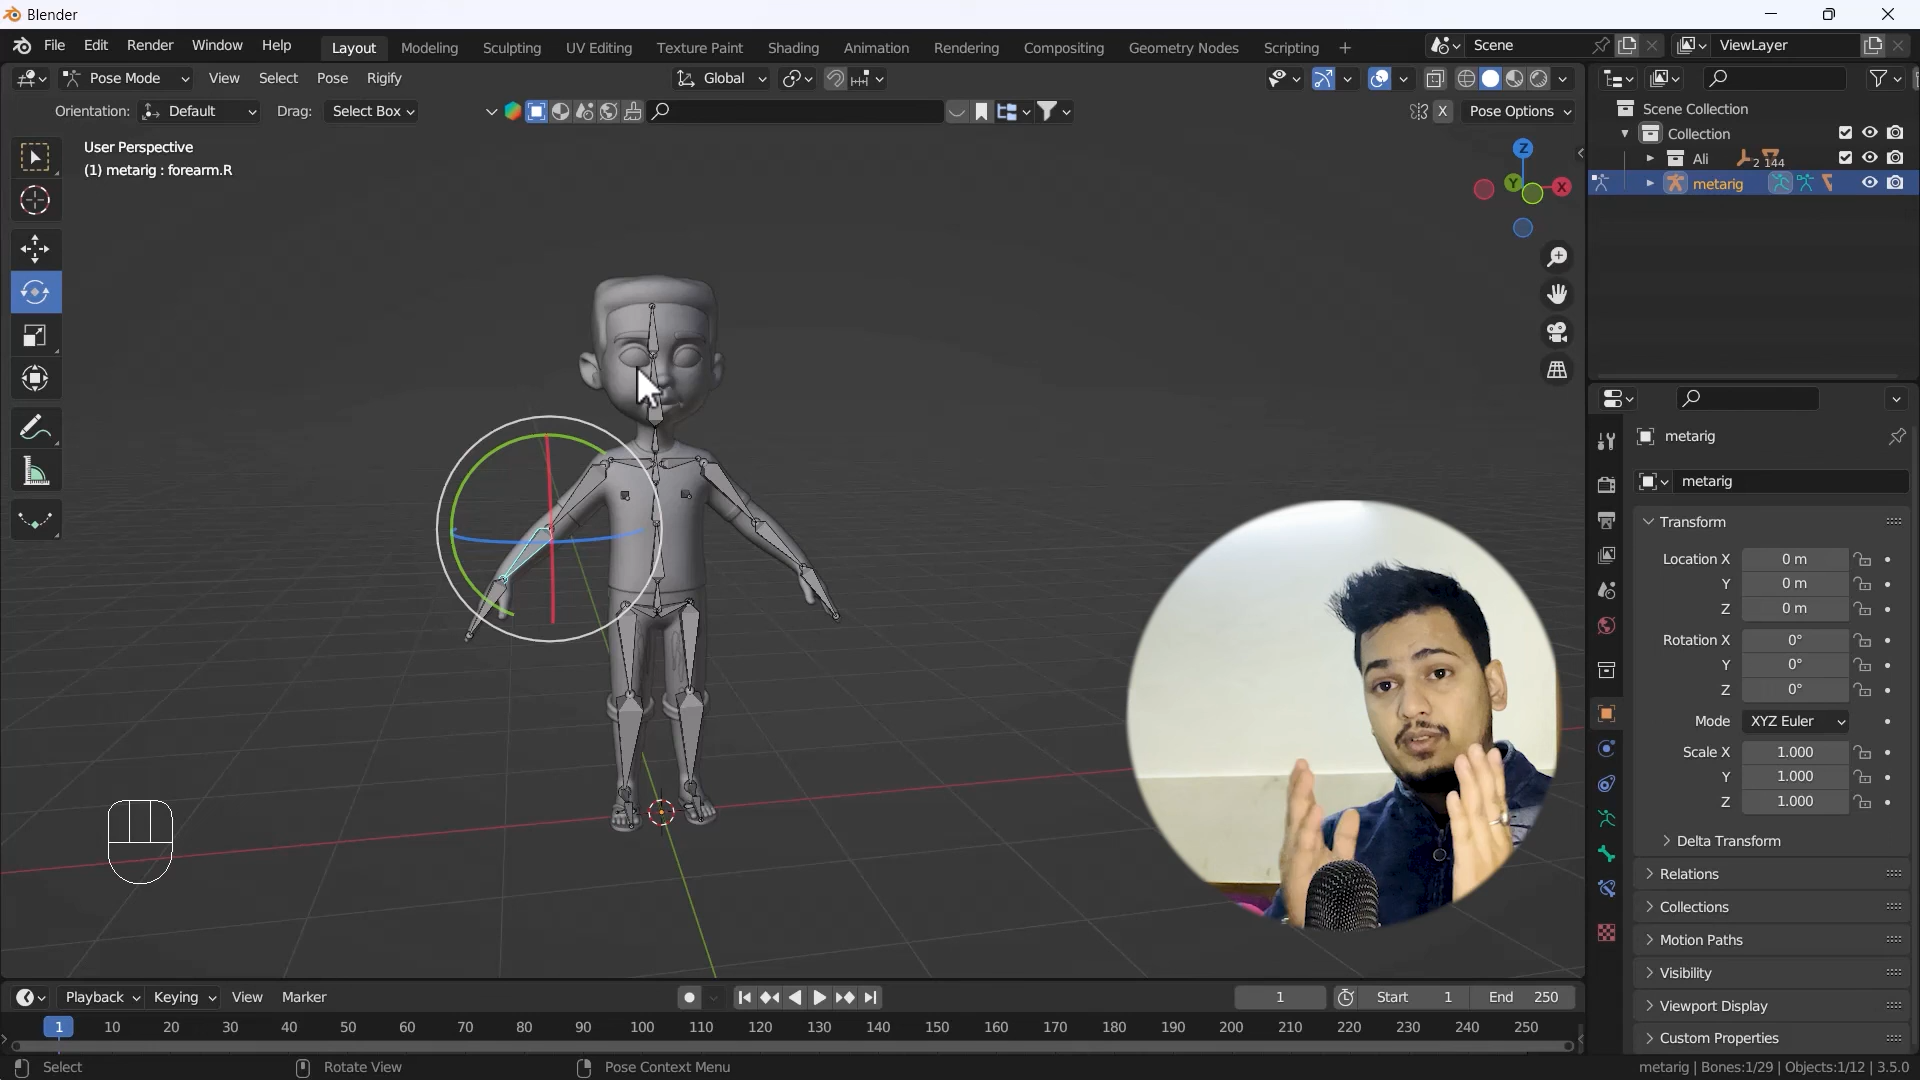 Blender
File Edit Render Window Help Layout Modeling Sculpting UV Editing Texture Paint Shading Animation Rendering Compositing Geometry Nodes Scripting + Scene ViewLayer
Pose Mode View Select Pose Rigify Global
Orientation: Default Drag: Select Box X Pose Options
User Perspective
(1) metarig : forearm.R
Z
Y
X
Scene Collection
Collection
Ali 2 144
metarig
metarig
metarig
Transform
Location X 0 m
Y 0 m
Z 0 m
Rotation X 0°
Y 0°
Z 0°
Mode XYZ Euler
Scale X 1.000
Y 1.000
Z 1.000
Delta Transform
Relations
Collections
Motion Paths
Visibility
Viewport Display
Custom Properties
Playback Keying View Marker 1 Start 1 End 250
1 10 20 30 40 50 60 70 80 90 100 110 120 130 140 150 160 170 180 190 200 210 220 230 240 250
Select Rotate View Pose Context Menu metarig | Bones:1/29 | Objects:1/12 | 3.5.0